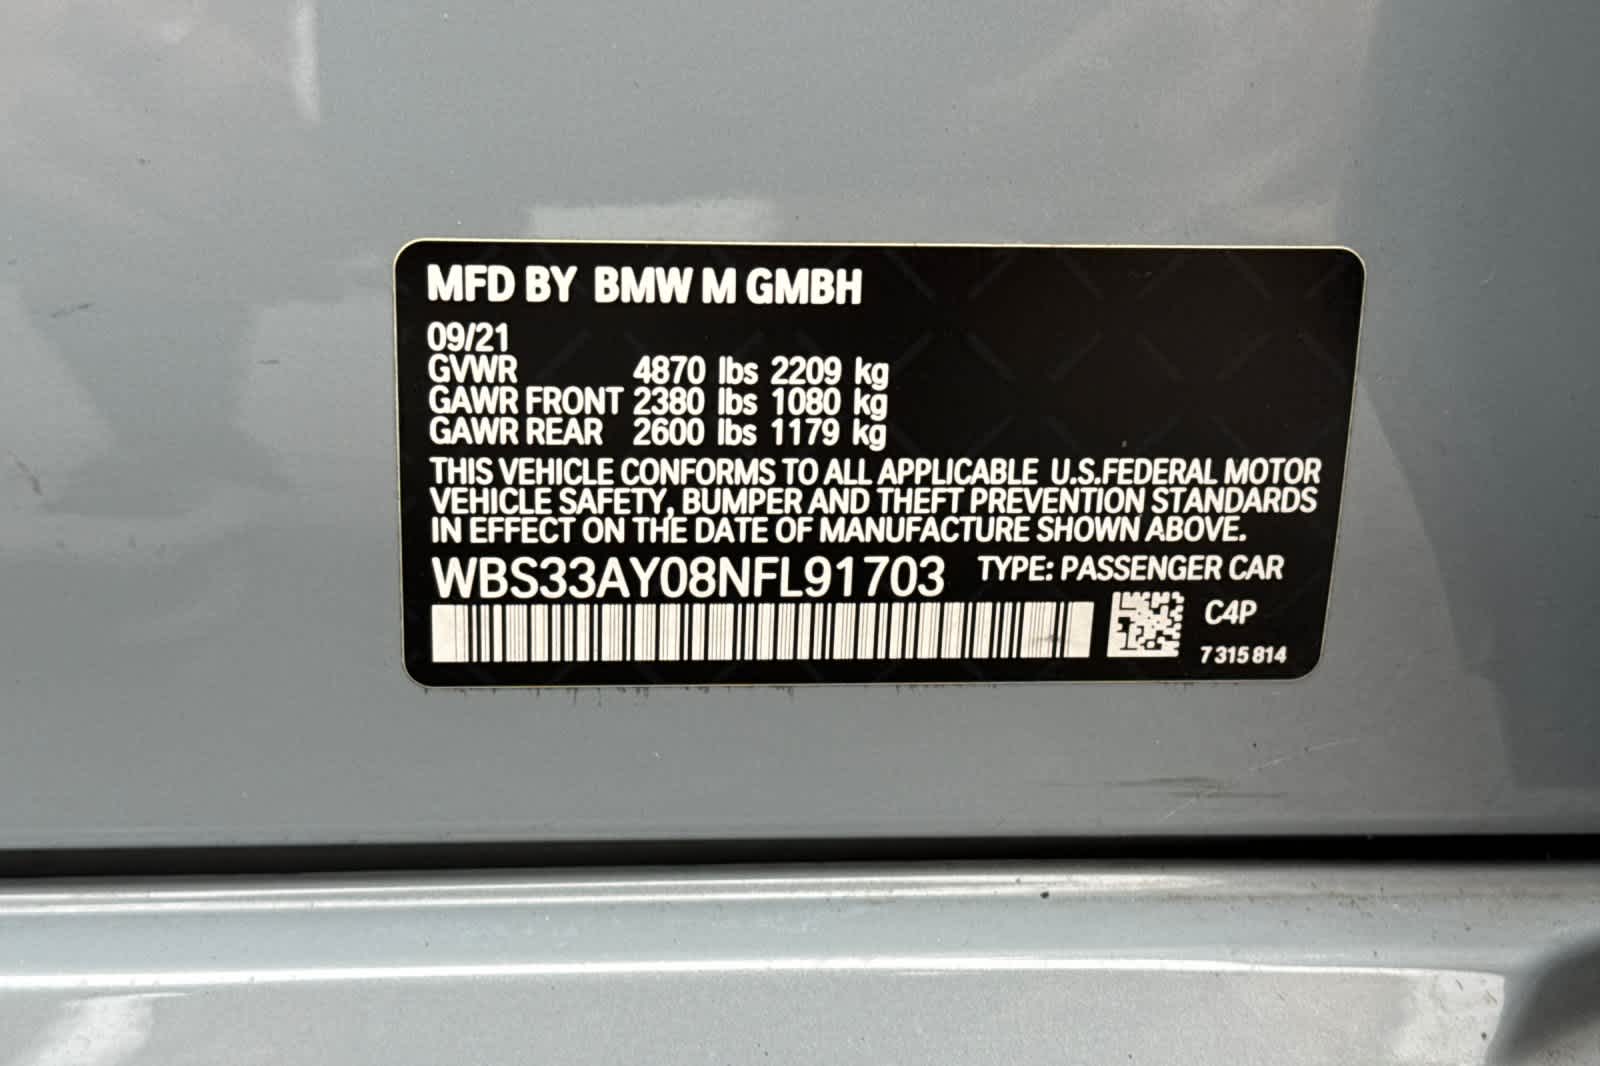 MFD BY BMW M GMBH
09/21
GVWR 4870 lbs 2209 kg
GAWR FRONT 2380 lbs 1080 kg
GAWR REAR 2600 lbs 1179 kg
THIS VEHICLE CONFORMS TO ALL APPLICABLE U.S.FEDERAL MOTOR
VEHICLE SAFETY, BUMPER AND THEFT PREVENTION STANDARDS
IN EFFECT ON THE DATE OF MANUFACTURE SHOWN ABOVE.
WBS33AY08NFL91703 TYPE: PASSENGER CAR
C4P
7 315 814